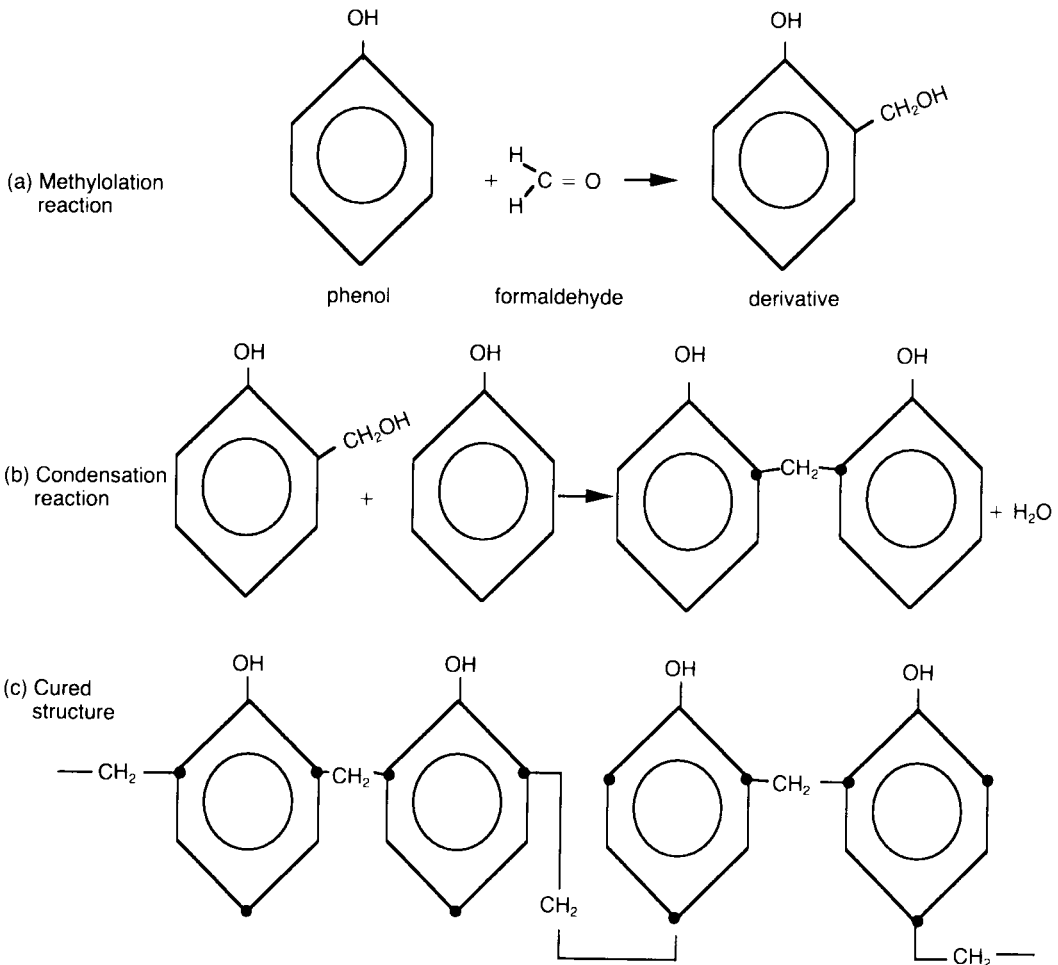 OH
OH
CH₂OH
(a) Methylolation
reaction
H
+ C = O
H
phenol
formaldehyde
derivative
OH
OH
OH
OH
CH₂OH
CH₂
(b) Condensation
reaction
+
+ H₂O
OH
OH
OH
OH
(c) Cured
structure
CH₂
CH₂
CH₂
CH₂
CH₂